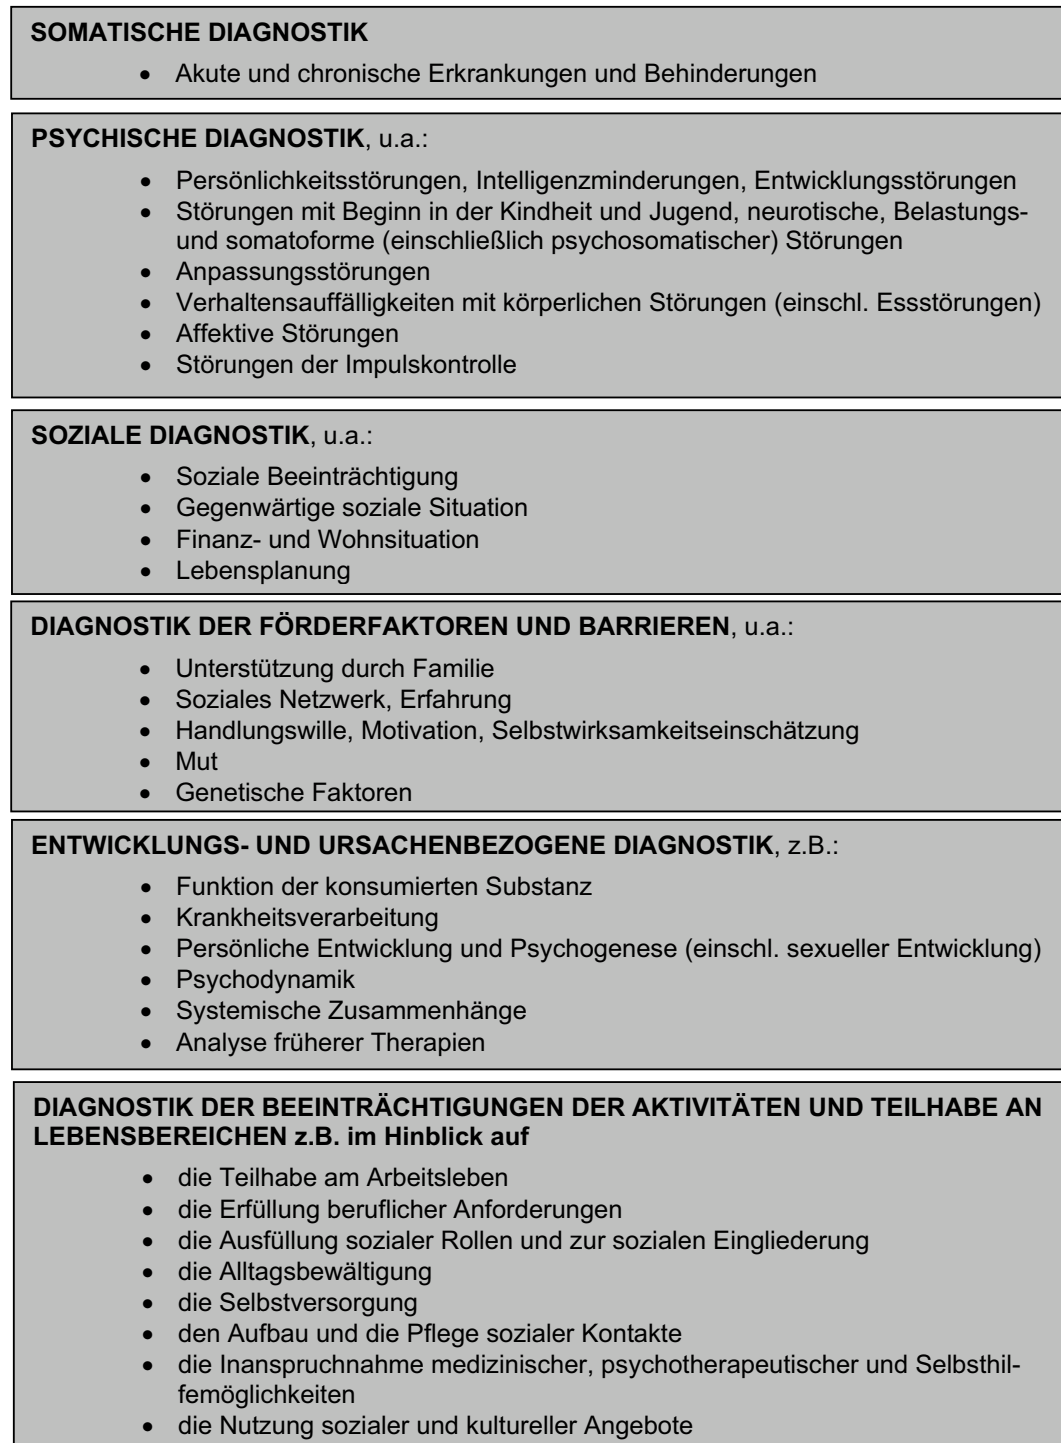 SOMATISCHE DIAGNOSTIK
• Akute und chronische Erkrankungen und Behinderungen
PSYCHISCHE DIAGNOSTIK, u.a.:
• Persönlichkeitsstörungen, Intelligenzminderungen, Entwicklungsstörungen
• Störungen mit Beginn in der Kindheit und Jugend, neurotische, Belastungs-
und somatoforme (einschließlich psychosomatischer) Störungen
• Anpassungsstörungen
• Verhaltensauffälligkeiten mit körperlichen Störungen (einschl. Essstörungen)
• Affektive Störungen
• Störungen der Impulskontrolle
SOZIALE DIAGNOSTIK, u.a.:
• Soziale Beeinträchtigung
• Gegenwärtige soziale Situation
• Finanz- und Wohnsituation
• Lebensplanung
DIAGNOSTIK DER FÖRDERFAKTOREN UND BARRIEREN, u.a.:
• Unterstützung durch Familie
• Soziales Netzwerk, Erfahrung
• Handlungswille, Motivation, Selbstwirksamkeitseinschätzung
• Mut
• Genetische Faktoren
ENTWICKLUNGS- UND URSACHENBEZOGENE DIAGNOSTIK, z.B.:
• Funktion der konsumierten Substanz
• Krankheitsverarbeitung
• Persönliche Entwicklung und Psychogenese (einschl. sexueller Entwicklung)
• Psychodynamik
• Systemische Zusammenhänge
• Analyse früherer Therapien
DIAGNOSTIK DER BEEINTRÄCHTIGUNGEN DER AKTIVITÄTEN UND TEILHABE AN
LEBENSBEREICHEN z.B. im Hinblick auf
• die Teilhabe am Arbeitsleben
• die Erfüllung beruflicher Anforderungen
• die Ausfüllung sozialer Rollen und zur sozialen Eingliederung
• die Alltagsbewältigung
• die Selbstversorgung
• den Aufbau und die Pflege sozialer Kontakte
• die Inanspruchnahme medizinischer, psychotherapeutischer und Selbsthil-
femöglichkeiten
• die Nutzung sozialer und kultureller Angebote